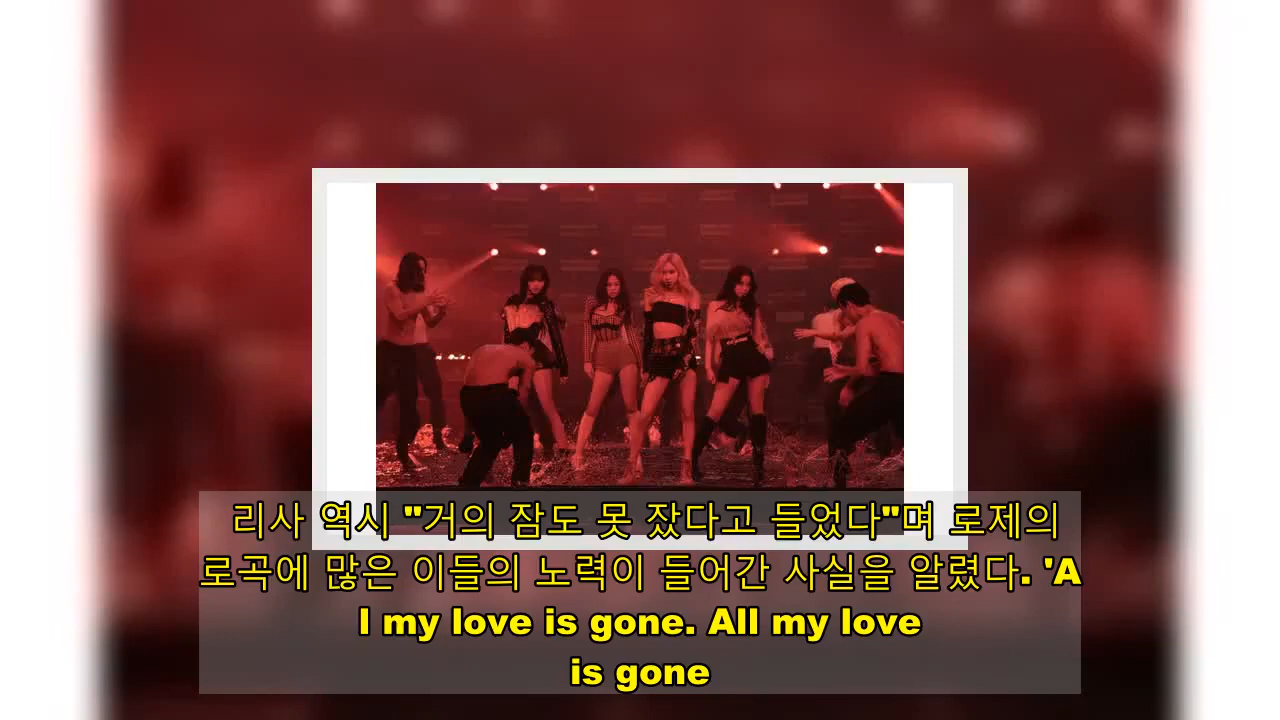 리사 역시 "거의 잠도 못 잤다고 들었다"며 로제의
로곡에 많은 이들의 노력이 들어간 사실을 알렸다. 'A
l my love is gone. All my love
is gone